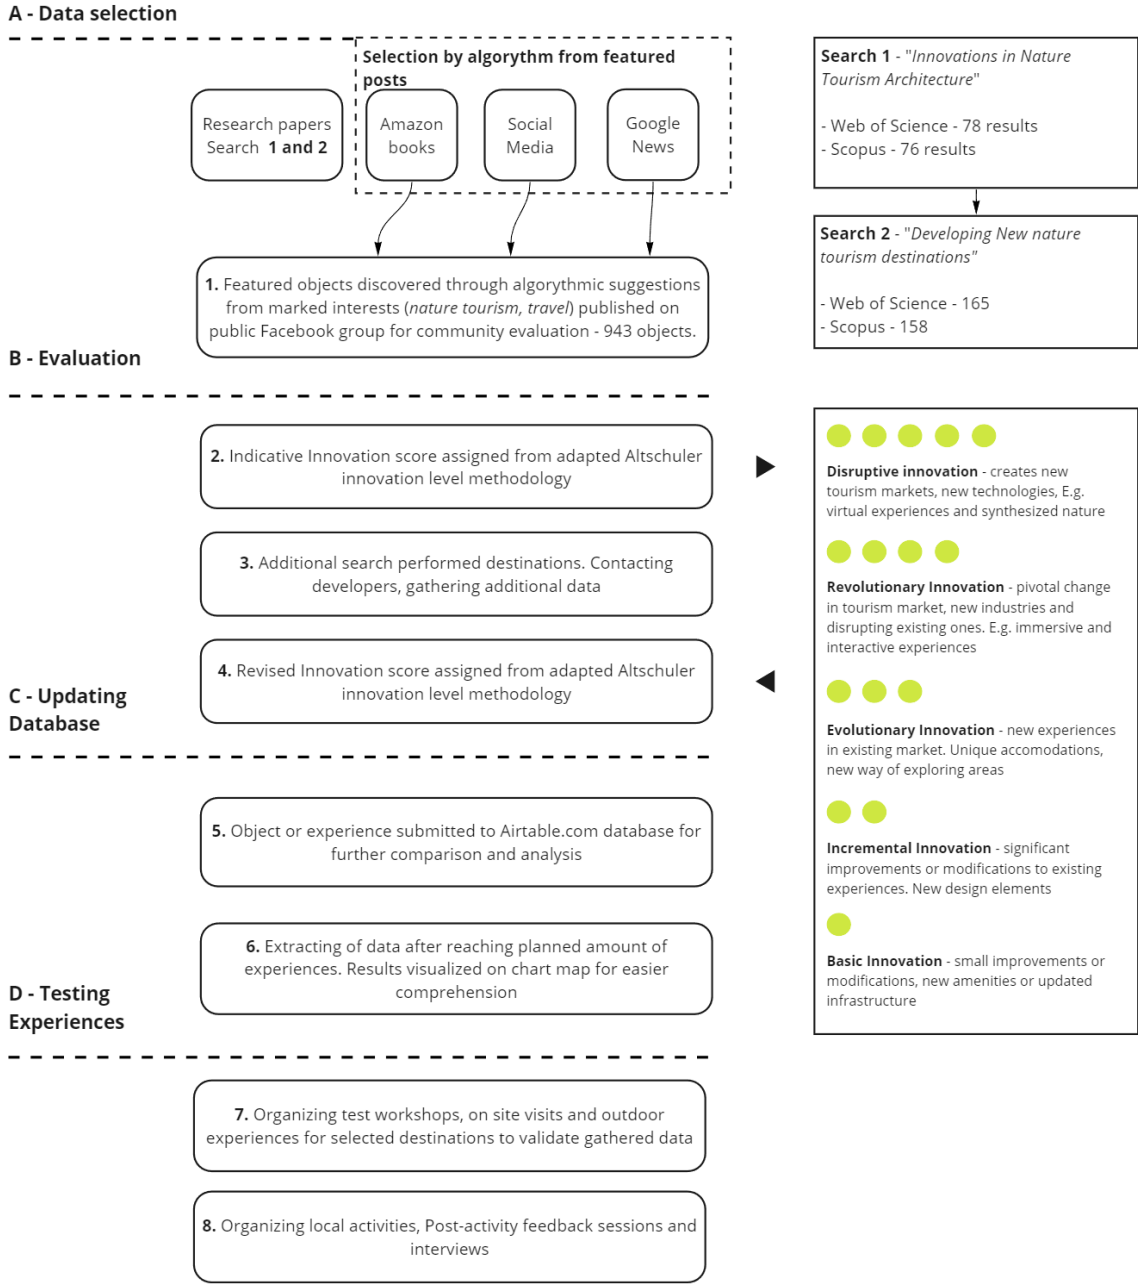 A - Data selection
Selection by algorythm from featured
posts
Research papers
Search 1 and 2
Amazon
books
Social
Media
Google
News
1. Featured objects discovered through algorythmic suggestions
from marked interests (nature tourism, travel) published on
public Facebook group for community evaluation - 943 objects.
Search 1 - "Innovations in Nature
Tourism Architecture"
- Web of Science - 78 results
- Scopus - 76 results
Search 2 - "Developing New nature
tourism destinations"
- Web of Science - 165
- Scopus - 158
B - Evaluation
2. Indicative Innovation score assigned from adapted Altschuler
innovation level methodology
3. Additional search performed destinations. Contacting
developers, gathering additional data
4. Revised Innovation score assigned from adapted Altschuler
innovation level methodology
Disruptive innovation - creates new
tourism markets, new technologies, E.g.
virtual experiences and synthesized nature
Revolutionary Innovation - pivotal change
in tourism market, new industries and
disrupting existing ones. E.g. immersive and
interactive experiences
Evolutionary Innovation - new experiences
in existing market. Unique accomodations,
new way of exploring areas
Incremental Innovation - significant
improvements or modifications to existing
experiences. New design elements
Basic Innovation - small improvements or
modifications, new amenities or updated
infrastructure
C - Updating
Database
5. Object or experience submitted to Airtable.com database for
further comparison and analysis
6. Extracting of data after reaching planned amount of
experiences. Results visualized on chart map for easier
comprehension
D - Testing
Experiences
7. Organizing test workshops, on site visits and outdoor
experiences for selected destinations to validate gathered data
8. Organizing local activities, Post-activity feedback sessions and
interviews